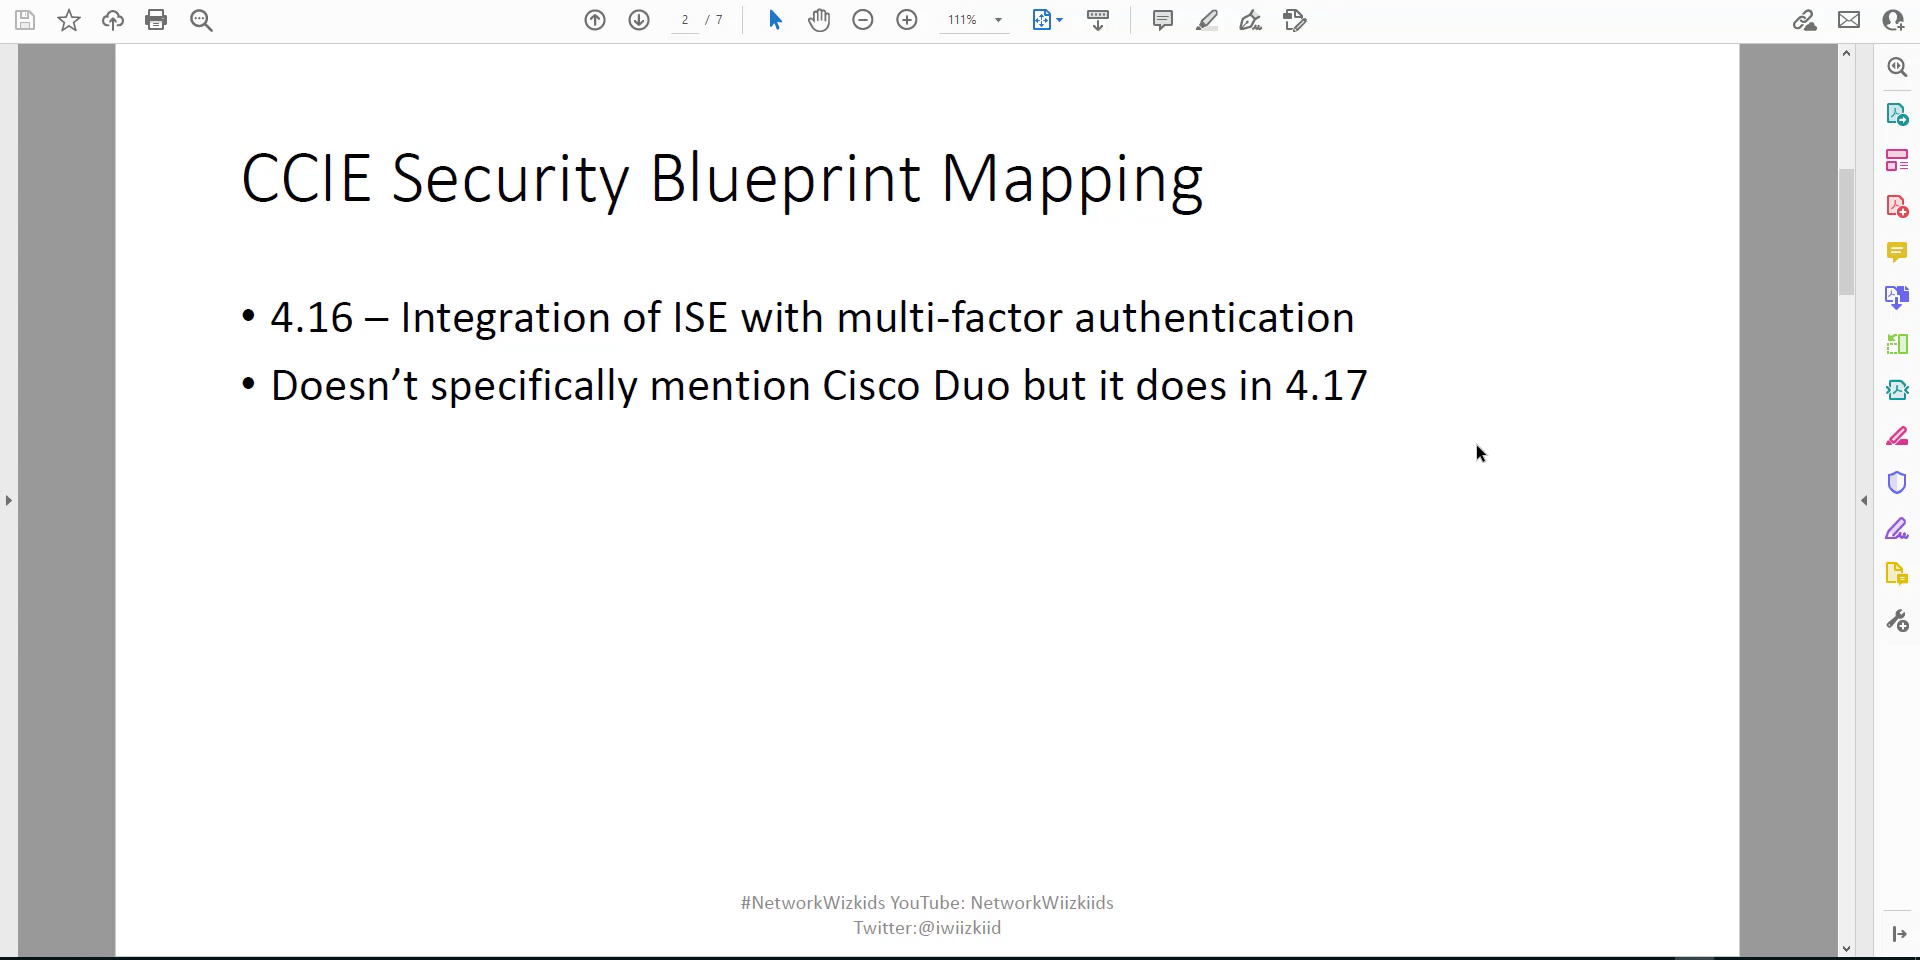 2 / 7
111%
CCIE Security Blueprint Mapping
• 4.16 – Integration of ISE with multi-factor authentication
• Doesn’t specifically mention Cisco Duo but it does in 4.17
#NetworkWizkids YouTube: NetworkWiizkiids
Twitter:@iwiizkiid